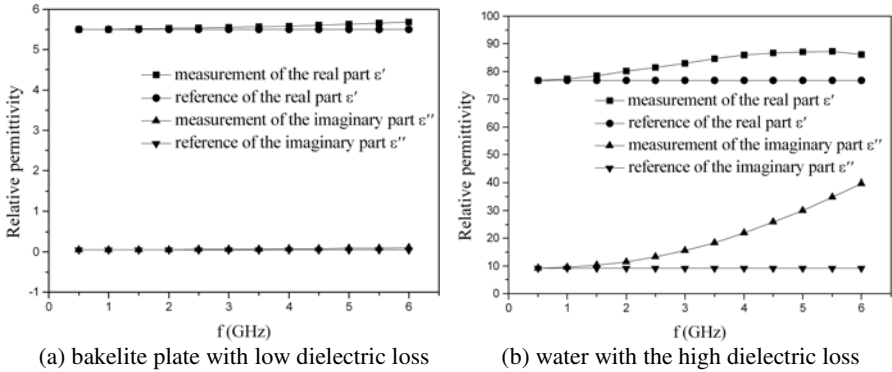 6
5
4
3
2
1
0
-1
Relative permittivity
measurement of the real part ε′
reference of the real part ε′
measurement of the imaginary part ε′′
reference of the imaginary part ε′′
0 1 2 3 4 5 6
f (GHz)
(a) bakelite plate with low dielectric loss
100
90
80
70
60
50
40
30
20
10
0
Relative permittivity
measurement of the real part ε′
reference of the real part ε′
measurement of the imaginary part ε′′
reference of the imaginary part ε′′
0 1 2 3 4 5 6
f (GHz)
(b) water with the high dielectric loss